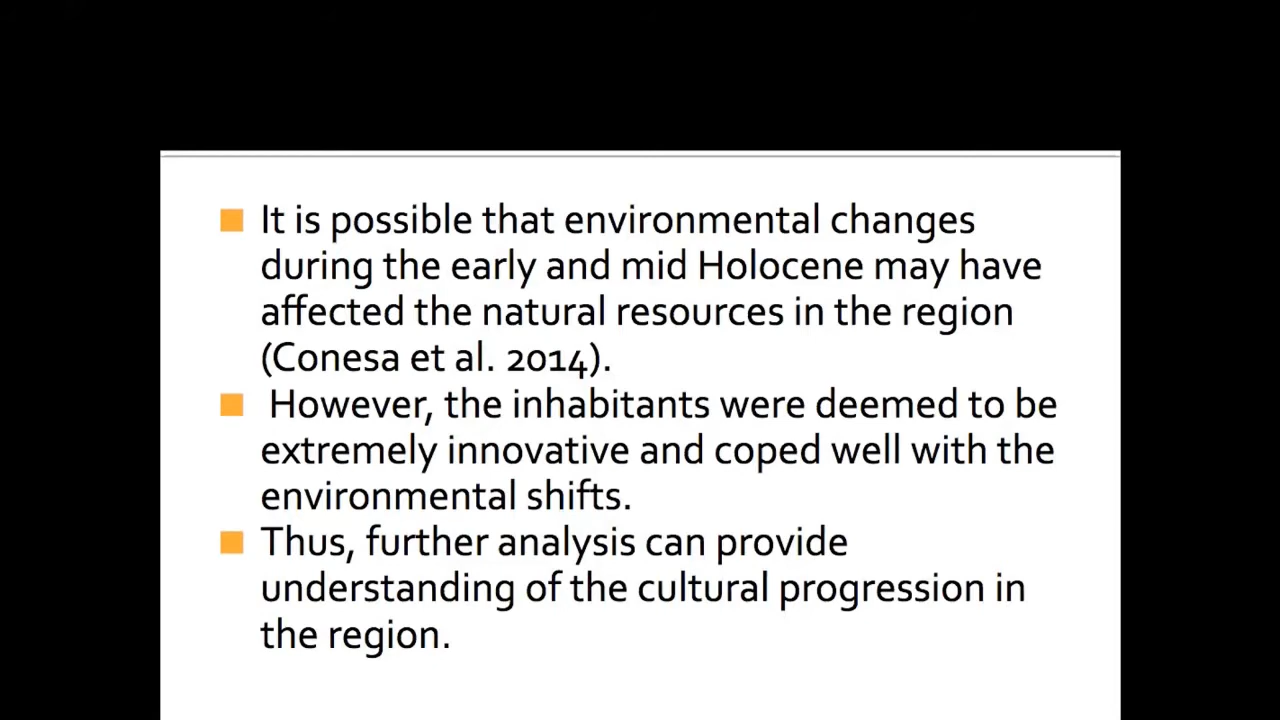 It is possible that environmental changes
during the early and mid Holocene may have
affected the natural resources in the region
(Conesa et al. 2014).
However, the inhabitants were deemed to be
extremely innovative and coped well with the
environmental shifts.
Thus, further analysis can provide
understanding of the cultural progression in
the region.